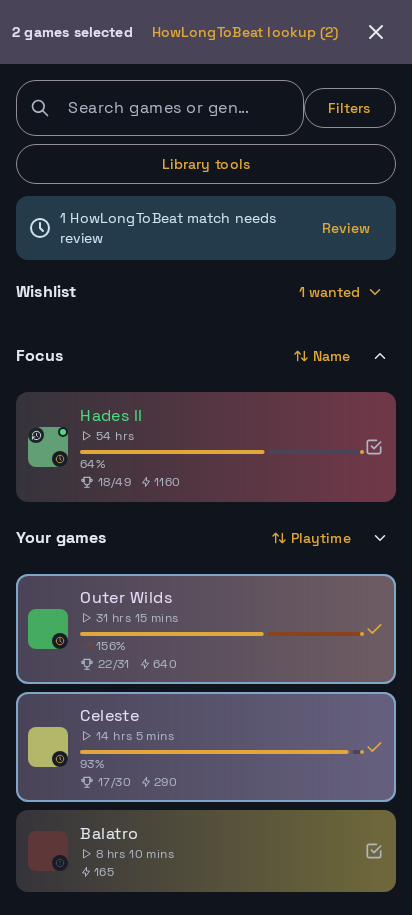 2 games selected HowLongToBeat lookup (2)
Search games or gen... Filters
Library tools
1 HowLongToBeat match needs
review
Review
Wishlist 1 wanted
Focus Name
Hades II
54 hrs
64%
18/49 1160
Your games Playtime
Outer Wilds
31 hrs 15 mins
156%
22/31 640
Celeste
14 hrs 5 mins
93%
17/30 290
Balatro
8 hrs 10 mins
165